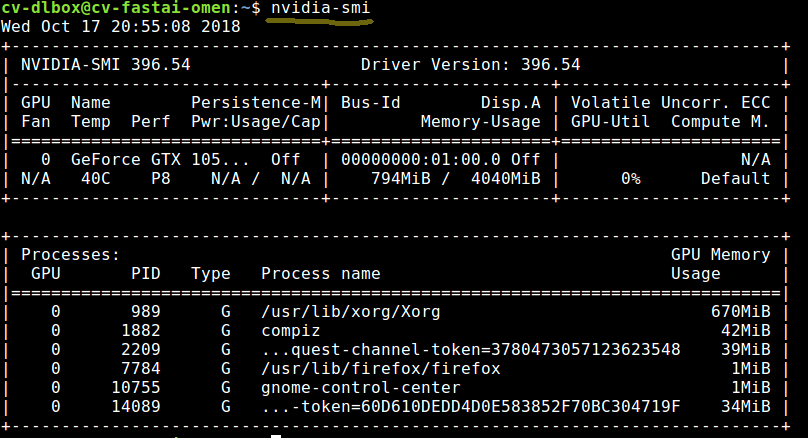 cv-dlbox@cv-fastai-omen:~$ nvidia-smi
Wed Oct 17 20:55:08 2018
+-----------------------------------------------------------------------------+
| NVIDIA-SMI 396.54                 Driver Version: 396.54                    |
|-------------------------------+----------------------+----------------------+
| GPU  Name        Persistence-M| Bus-Id        Disp.A | Volatile Uncorr. ECC |
| Fan  Temp  Perf  Pwr:Usage/Cap|         Memory-Usage | GPU-Util  Compute M. |
|===============================+======================+======================|
|   0  GeForce GTX 105...  Off  | 00000000:01:00.0 Off |                  N/A |
| N/A   40C    P8    N/A /  N/A |    794MiB /  4040MiB |      0%      Default |
+-------------------------------+----------------------+----------------------+
+-----------------------------------------------------------------------------+
| Processes:                                                       GPU Memory |
|  GPU       PID   Type   Process name                             Usage      |
|=============================================================================|
|    0       989      G   /usr/lib/xorg/Xorg                           670MiB |
|    0      1882      G   compiz                                        42MiB |
|    0      2209      G   ...quest-channel-token=3780473057123623548    39MiB |
|    0      7784      G   /usr/lib/firefox/firefox                       1MiB |
|    0     10755      G   gnome-control-center                           1MiB |
|    0     14089      G   ...-token=60D610DEDD4D0E583852F70BC304719F    34MiB |
+-----------------------------------------------------------------------------+